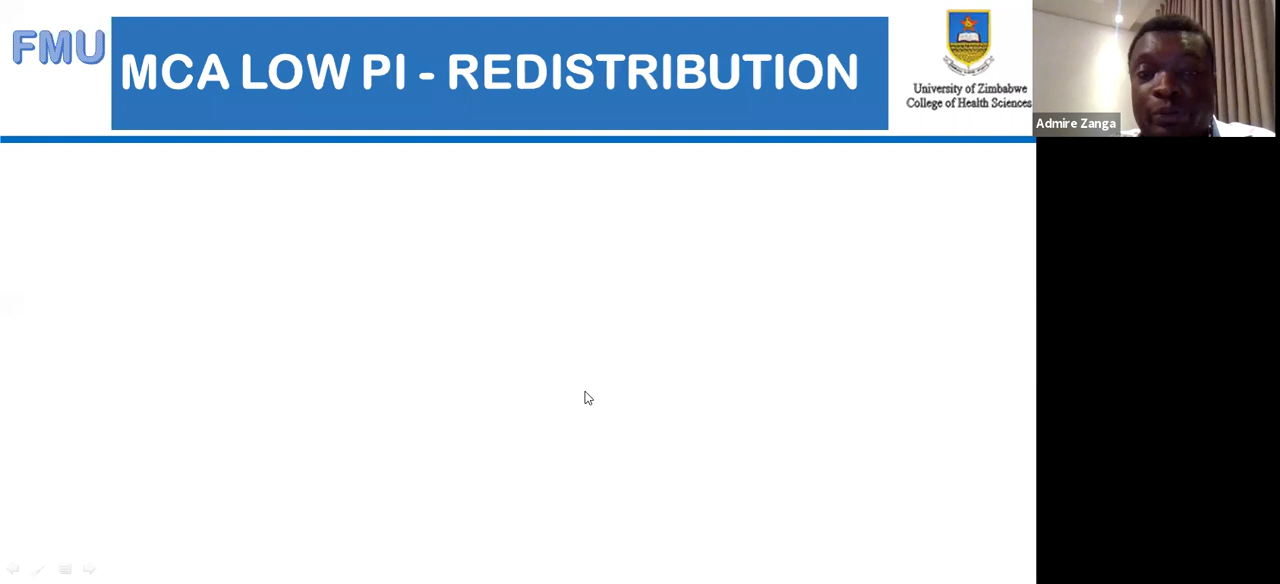 FMU
MCA LOW PI - REDISTRIBUTION
University of Zimbabwe
College of Health Sciences
Admire Zanga